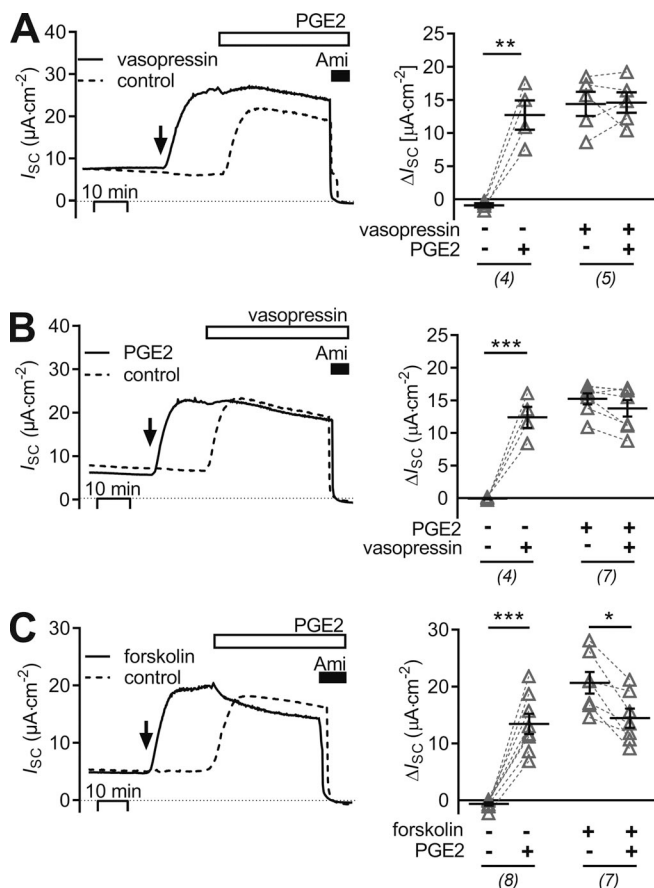 A
PGE2
Ami
vasopressin
control
I_SC (µA·cm⁻²)
40
30
20
10
0
10 min
**
ΔI_SC [µA·cm⁻²]
25
20
15
10
5
0
vasopressin - - + +
PGE2 - + - +
(4) (5)
B
vasopressin
Ami
PGE2
control
I_SC (µA·cm⁻²)
40
30
20
10
0
10 min
***
ΔI_SC (µA·cm⁻²)
25
20
15
10
5
0
PGE2 - - + +
vasopressin - + - +
(4) (7)
C
PGE2
Ami
forskolin
control
I_SC (µA·cm⁻²)
30
20
10
0
10 min
*** *
ΔI_SC (µA·cm⁻²)
30
20
10
0
forskolin - - + +
PGE2 - + - +
(8) (7)